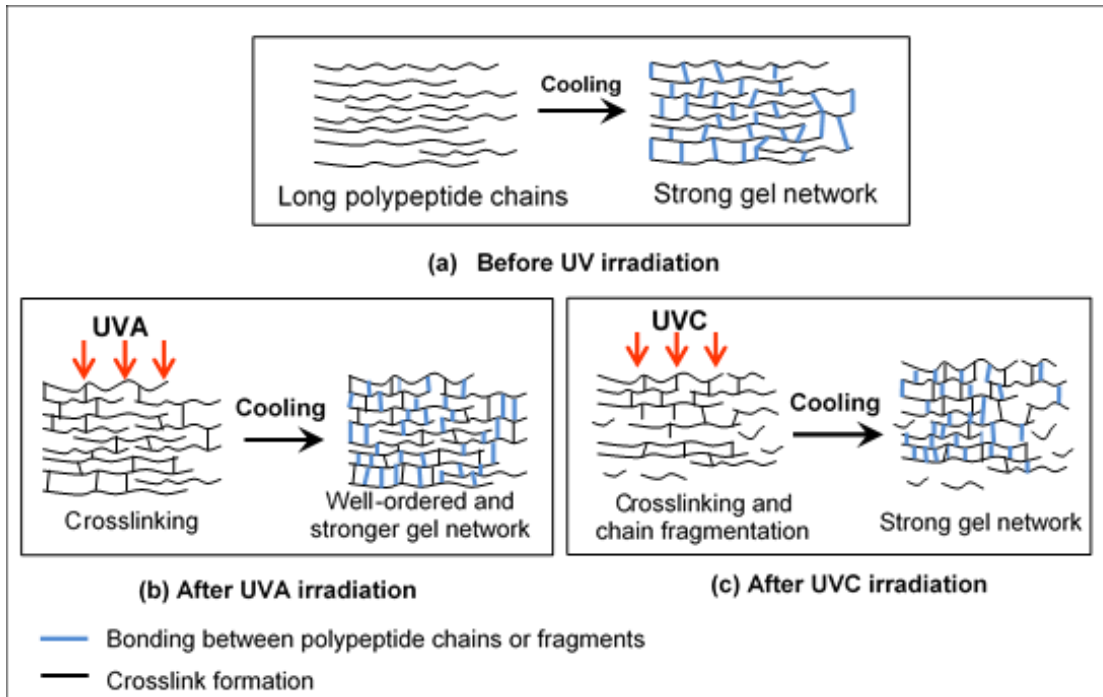 Cooling
Long polypeptide chains
Strong gel network
(a) Before UV irradiation
UVA
Cooling
Crosslinking
Well-ordered and
stronger gel network
(b) After UVA irradiation
UVC
Cooling
Crosslinking and
chain fragmentation
Strong gel network
(c) After UVC irradiation
Bonding between polypeptide chains or fragments
Crosslink formation